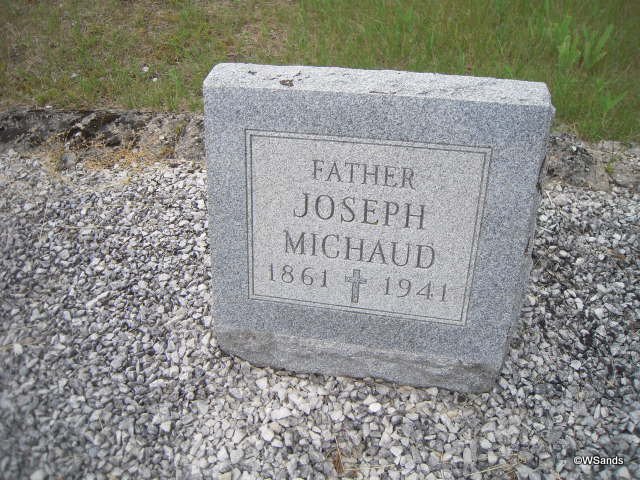 FATHER
JOSEPH
MICHAUD
1861 1941
©WSands